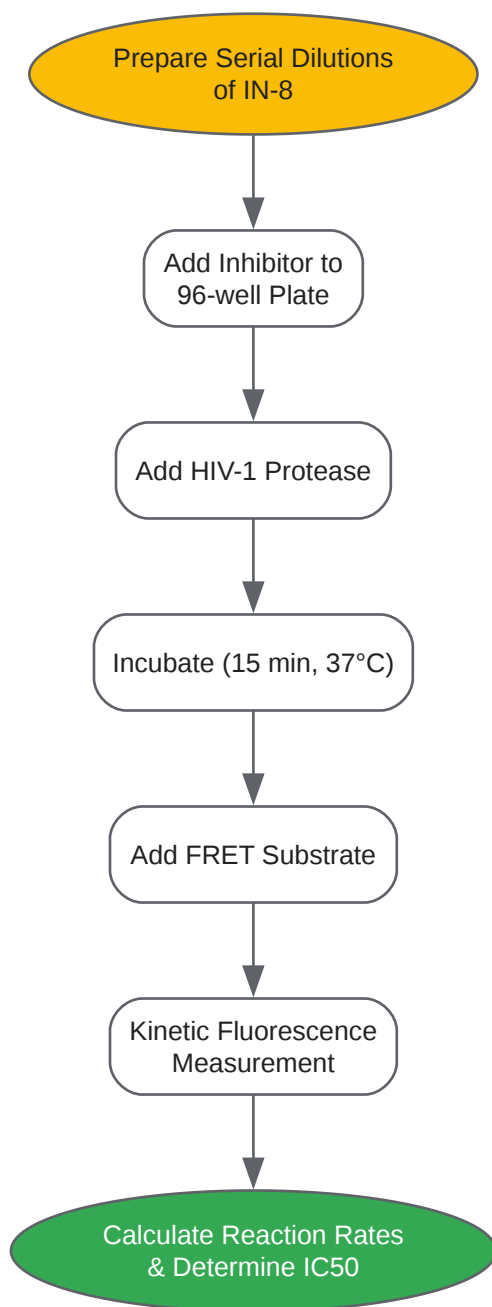 Prepare Serial Dilutions
of IN-8
Add Inhibitor to
96-well Plate
Add HIV-1 Protease
Incubate (15 min, 37°C)
Add FRET Substrate
Kinetic Fluorescence
Measurement
Calculate Reaction Rates
& Determine IC50